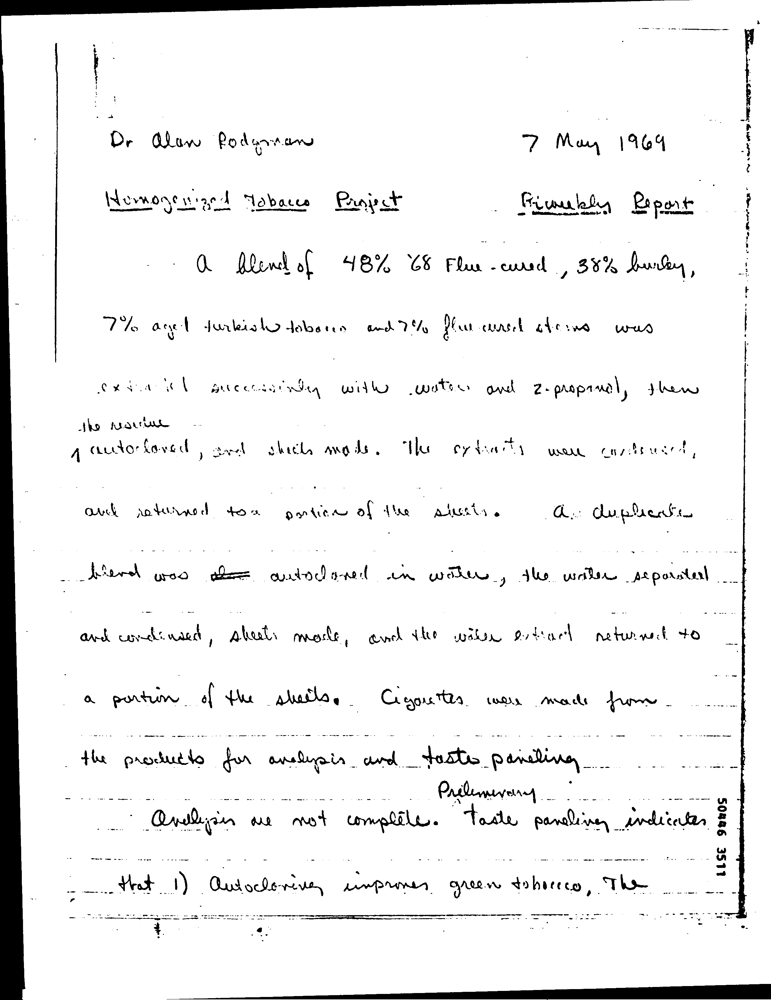 Dr Alan Rodgman 7 May 1969
Homogenized Tobacco Project Biweekly Report
A blend of 48% '68 Flue-cured, 38% burley,
7% aged turkish tobacco and 7% flue cured stems was
extracted successively with water and 2-propanol, then
the residue
autoclaved, and sheets made. The extracts were condensed,
and returned to a portion of the sheets. A duplicate
blend was autoclaved in water, the water separated
and condensed, sheets made, and the water extract returned to
a portion of the sheets. Cigarettes were made from
the products for analysis and taste paneling
Preliminary
Analysis are not complete. Taste paneling indicates
that 1) Autoclaving improves green tobacco, The
50446 3511